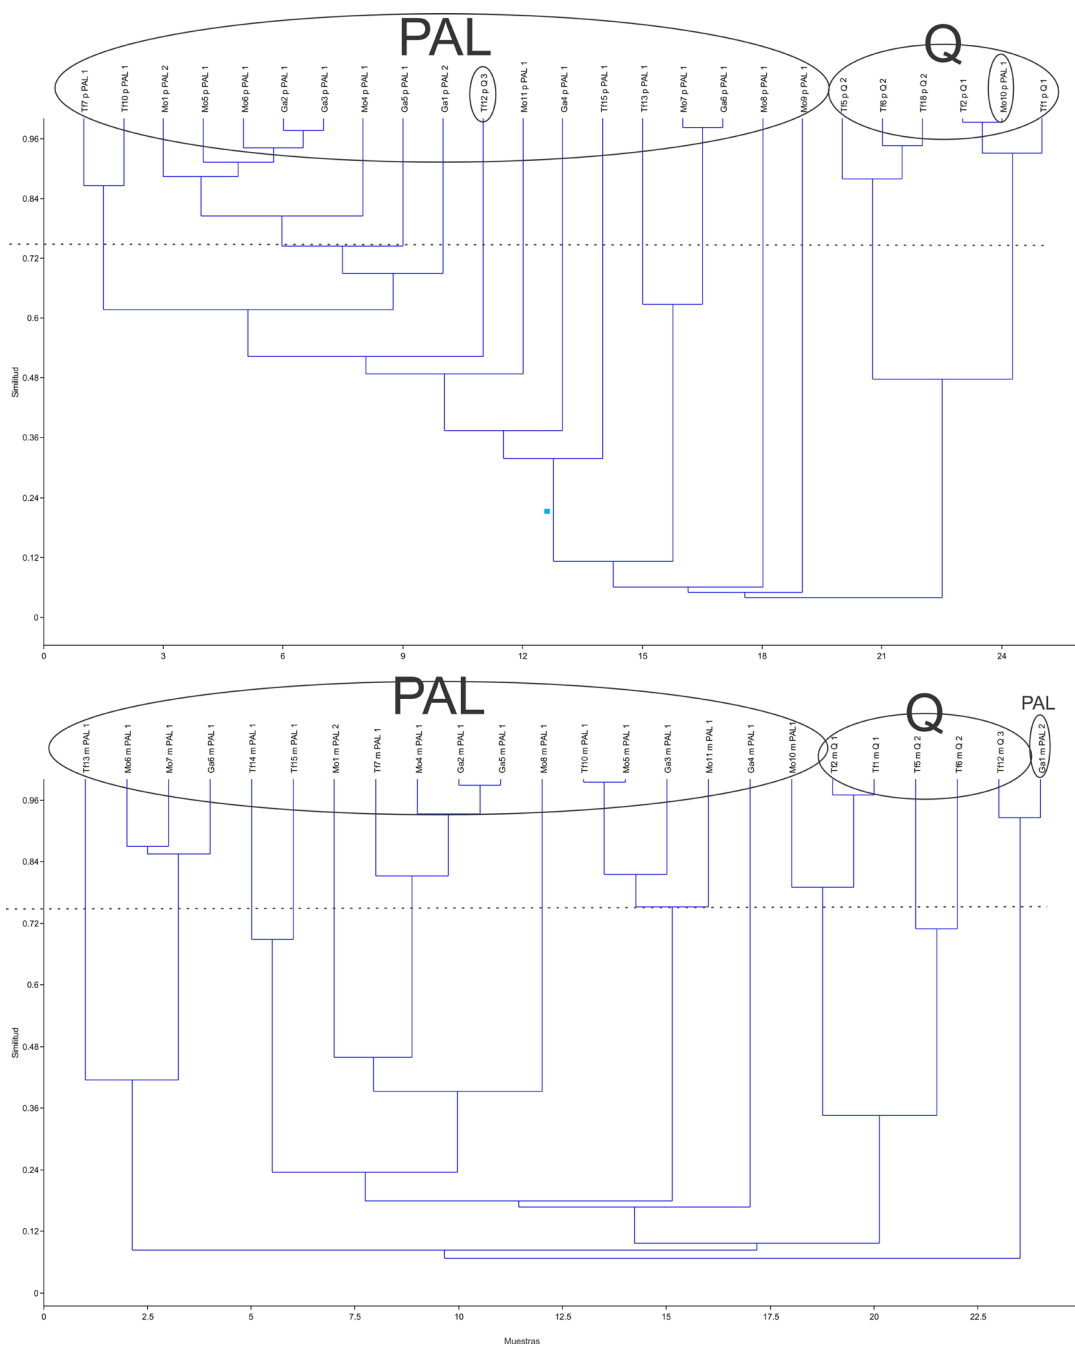 PAL
Q
Tf7 p PAL 1
Tf10 p PAL 1
Mo1 p PAL 2
Mo5 p PAL 1
Mo6 p PAL 1
Ga2 p PAL 1
Ga3 p PAL 1
Mo4 p PAL 1
Ga5 p PAL 1
Ga1 p PAL 2
Tf12 p Q 3
Mo11 p PAL 1
Ga4 p PAL 1
Tf15 p PAL 1
Tf13 p PAL 1
Mo7 p PAL 1
Ga6 p PAL 1
Mo8 p PAL 1
Mo9 p PAL 1
Tf5 p Q 2
Tf6 p Q2
Tf18 p Q 2
Tf2 p Q 1
Mo10 p PAL 1
Tf1 p Q 1
0.96
0.84
0.72
0.6
0.48
0.36
0.24
0.12
0
Similitud
0 3 6 9 12 15 18 21 24
PAL
Q
PAL
Tf13 m PAL 1
Mo6 m PAL 1
Mo7 m PAL 1
Ga6 m PAL 1
Tf14 m PAL 1
Tf15 m PAL 1
Mo1 m PAL 2
Tf7 m PAL 1
Mo4 m PAL 1
Ga2 m PAL 1
Ga5 m PAL 1
Mo8 m PAL 1
Tf10 m PAL 1
Mo5 m PAL 1
Ga3 m PAL 1
Mo11 m PAL 1
Ga4 m PAL 1
Mo10 m PAL1
Tf2 m Q 1
Tf1 m Q 1
Tf5 m Q 2
Tf6 m Q 2
Tf12 m Q 3
Ga1 m PAL 2
0.96
0.84
0.72
0.6
0.48
0.36
0.24
0.12
0
Similitud
0 2.5 5 7.5 10 12.5 15 17.5 20 22.5
Muestras